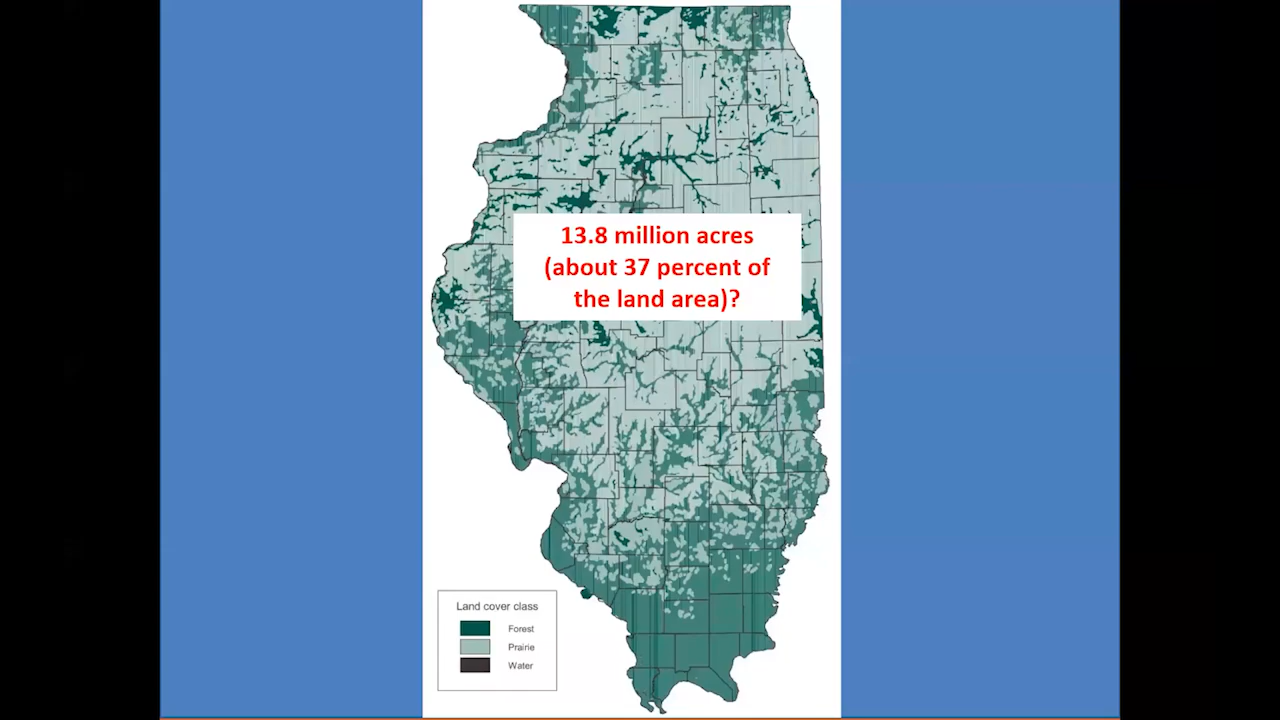 13.8 million acres
(about 37 percent of
the land area)?
Land cover class
Forest
Prairie
Water